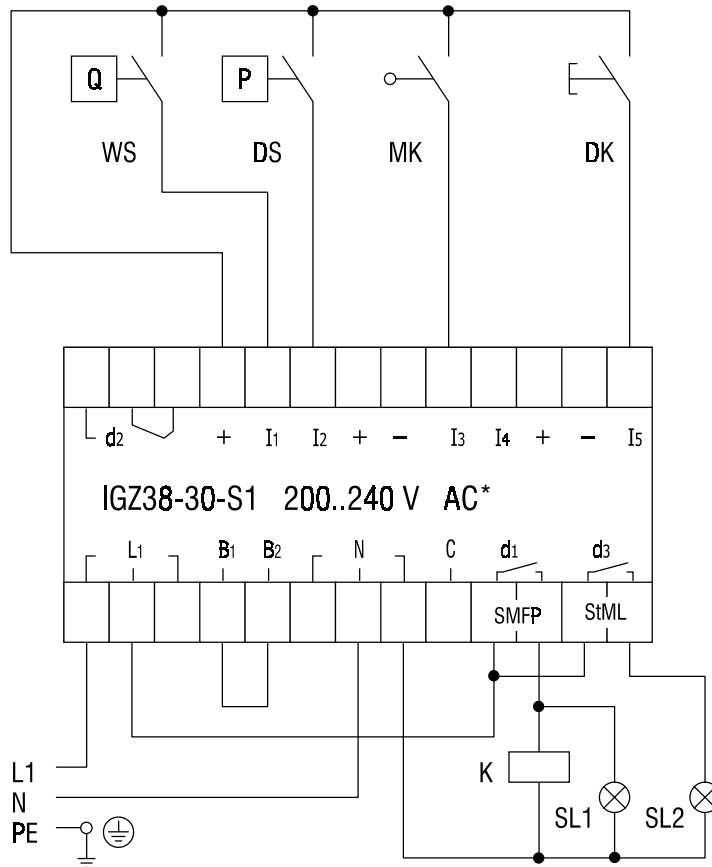 Q P
WS DS MK DK
d2 + I1 I2 + – I3 I4 + – I5
IGZ38-30-S1 200..240 V AC*
L1 B1 B2 N C d1 d3
SMFP StML
L1
N
PE
K SL1 SL2